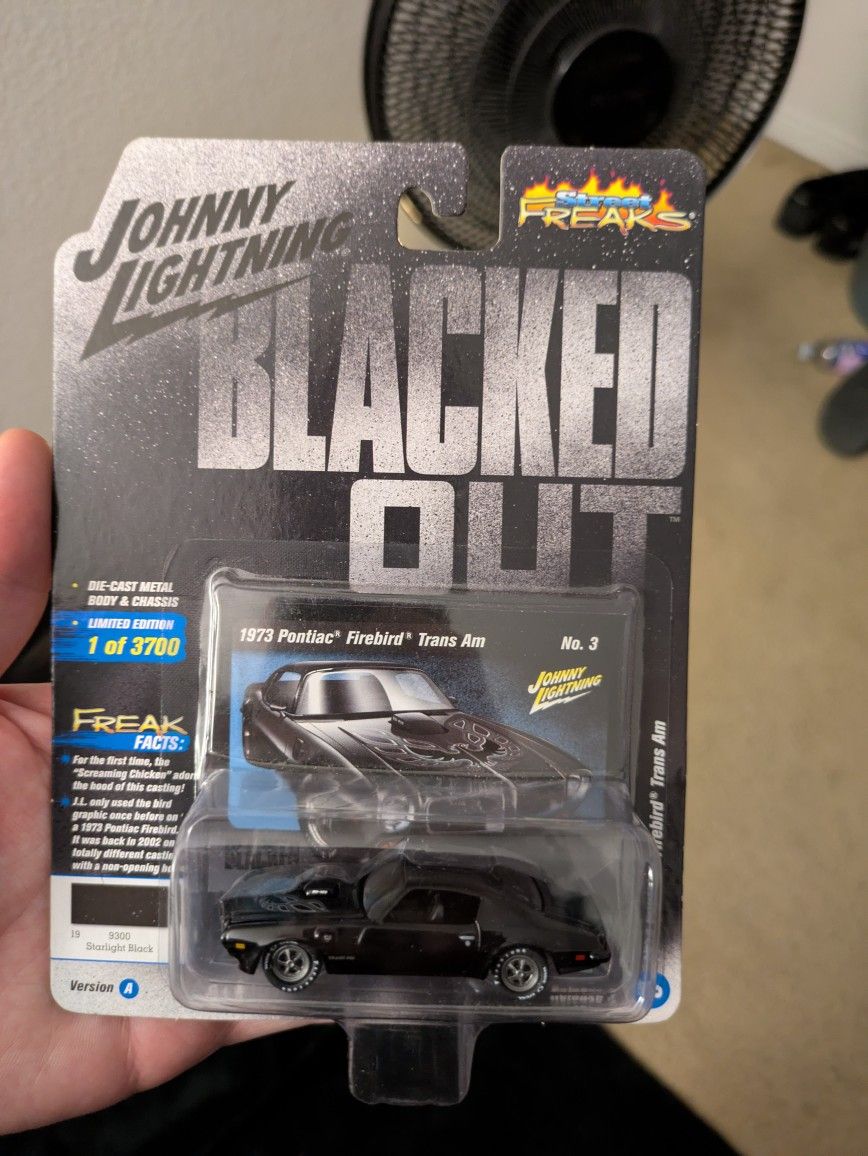 JOHNNY
LIGHTNING
Street
FREAKS®
BLACKED
OUT™
• DIE-CAST METAL
BODY & CHASSIS
• LIMITED EDITION
1 of 3700
1973 Pontiac® Firebird® Trans Am
No. 3
JOHNNY
LIGHTNING
FREAK
FACTS:
For the first time, the
"Screaming Chicken"
the hood of this casting!
J.L. only used the bird
graphic once before on
a 1973 Pontiac Firebird.
It was back in 2002 on
totally different
with a non-opening
Trans Am
19 9300
Starlight Black
Version A